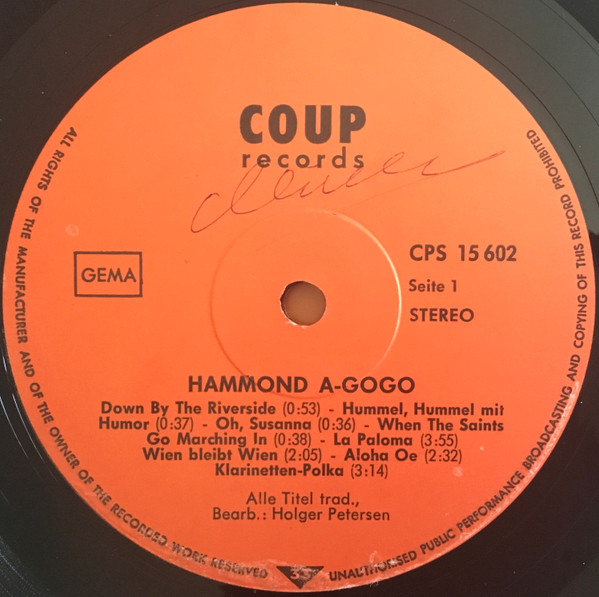 COUP
records
GEMA
CPS 15 602
Seite 1
STEREO
HAMMOND A-GOGO
Down By The Riverside (0:53) - Hummel, Hummel mit
Humor (0:37) - Oh, Susanna (0:36) - When The Saints
Go Marching In (0:38) - La Paloma (3:55)
Wien bleibt Wien (2:05) - Aloha Oe (2:32)
Klarinetten-Polka (3:14)
Alle Titel trad.,
Bearb.: Holger Petersen
ALL RIGHTS OF THE MANUFACTURER AND OF THE OWNER OF THE RECORDED WORK RESERVED
33
UNAUTHORISED PUBLIC PERFORMANCE BROADCASTING AND COPYING OF THIS RECORD PROHIBITED